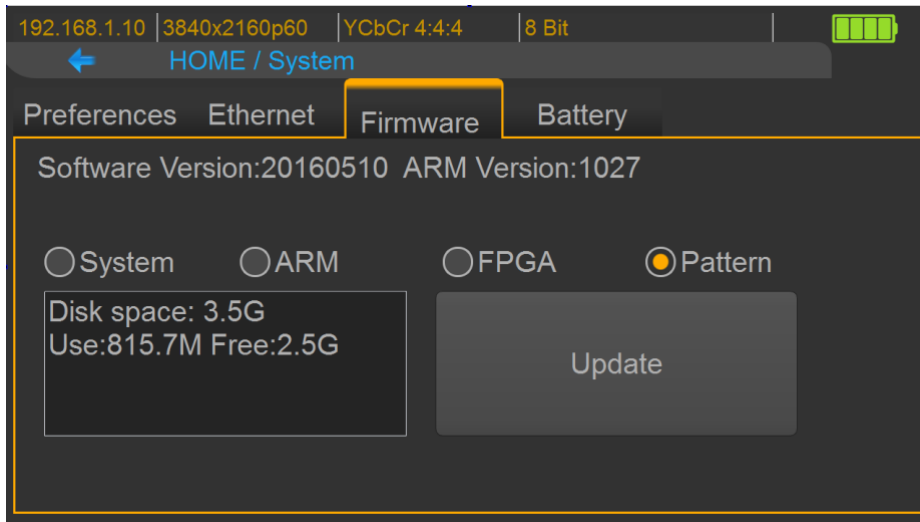 192.168.1.10 3840x2160p60 YCbCr 4:4:4 8 Bit
HOME / System
Preferences Ethernet Firmware Battery
Software Version:20160510 ARM Version:1027
System ARM FPGA Pattern
Disk space: 3.5G
Use:815.7M Free:2.5G
Update